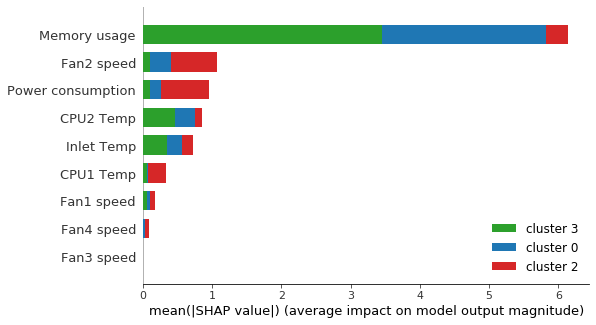 Memory usage
Fan2 speed
Power consumption
CPU2 Temp
Inlet Temp
CPU1 Temp
Fan1 speed
Fan4 speed
Fan3 speed
cluster 3
cluster 0
cluster 2
0 1 2 3 4 5 6
mean(|SHAP value|) (average impact on model output magnitude)